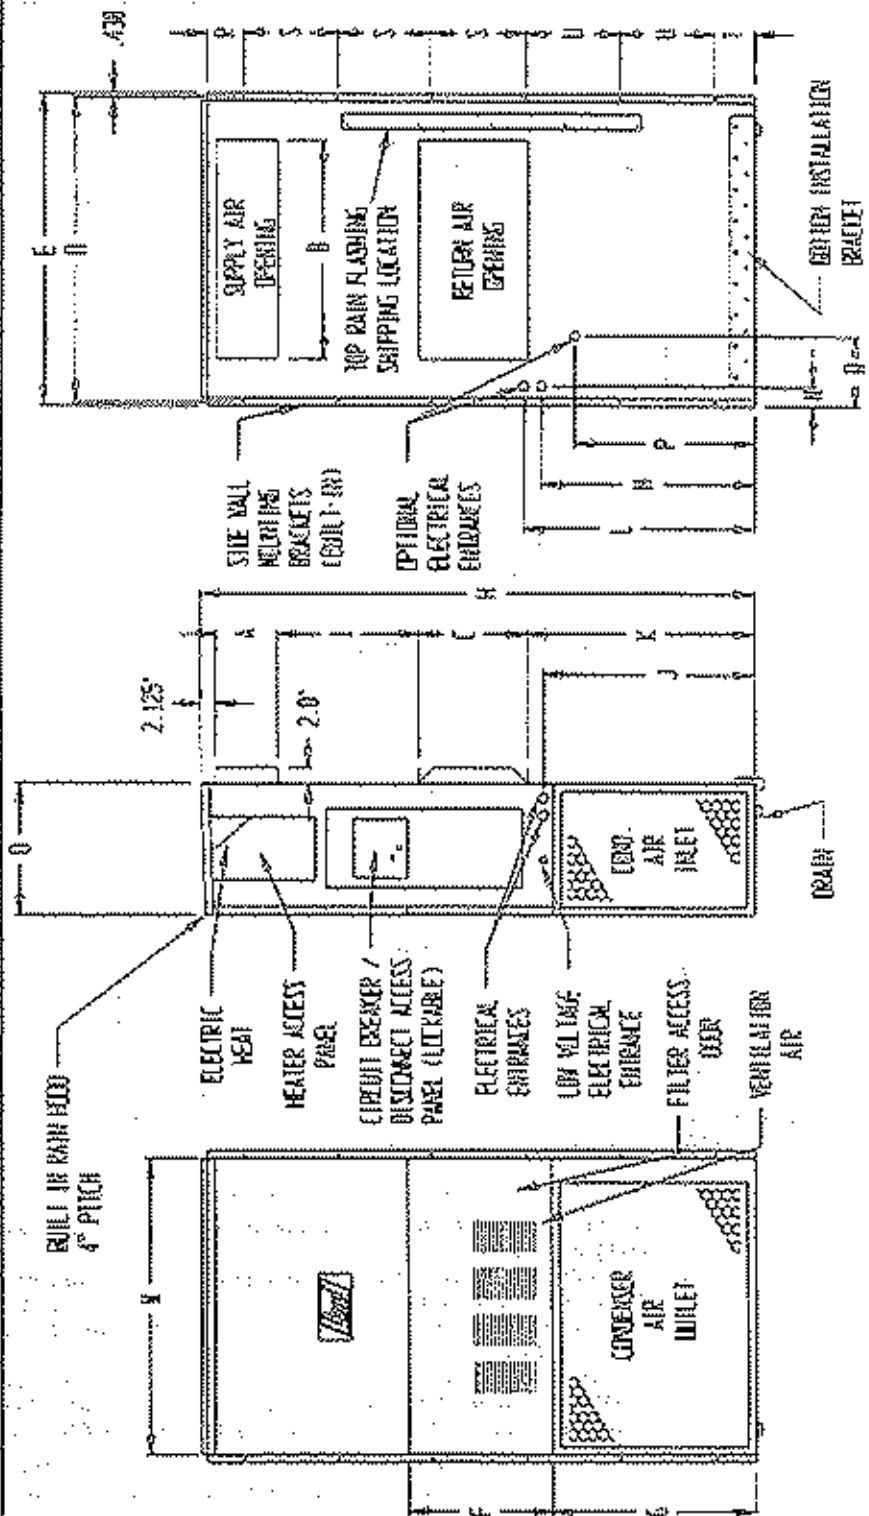 .430
E
O
SUPPLY AIR
OPENING
B
TOP RAIN FLASHING
SHIPPING LOCATION
RETURN AIR
OPENING
BOTTOM INSTALLATION
BRACKET
SIDE WALL
MOUNTING
BRACKETS
(BUILT-IN)
OPTIONAL
ELECTRICAL
ENTRANCES
P
M
L
H
2.125"
2.0"
A
I
C
K
J
COND.
AIR
INLET
DRAIN
BUILT IN RAIN HOOD
4° PITCH
ELECTRIC
HEAT
HEATER ACCESS
PANEL
CIRCUIT BREAKER /
DISCONNECT ACCESS
PANEL (LOCKABLE)
ELECTRICAL
ENTRANCES
LOW VOLTAGE
ELECTRICAL
ENTRANCE
FILTER ACCESS
DOOR
VENTILATION
AIR
W
Bard
CONDENSER
AIR
OUTLET
F
G